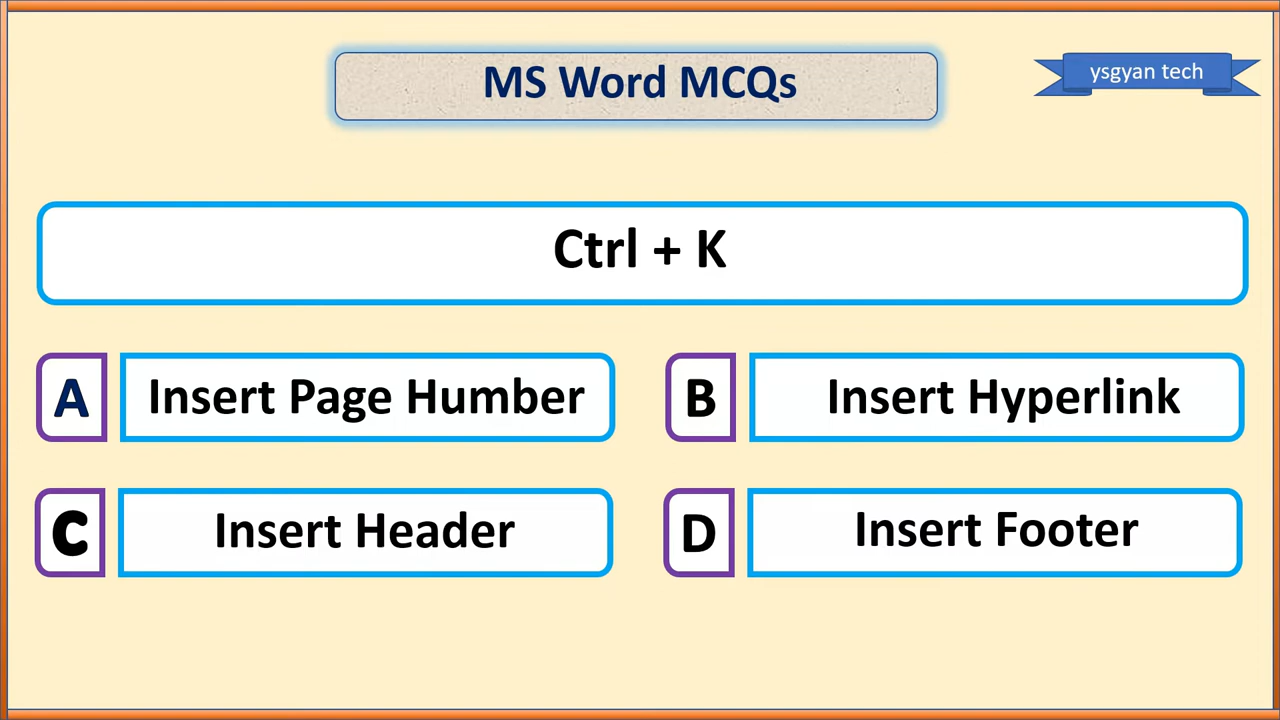 MS Word MCQs
ysgyan tech
Ctrl + K
A
Insert Page Humber
B
Insert Hyperlink
C
Insert Header
D
Insert Footer